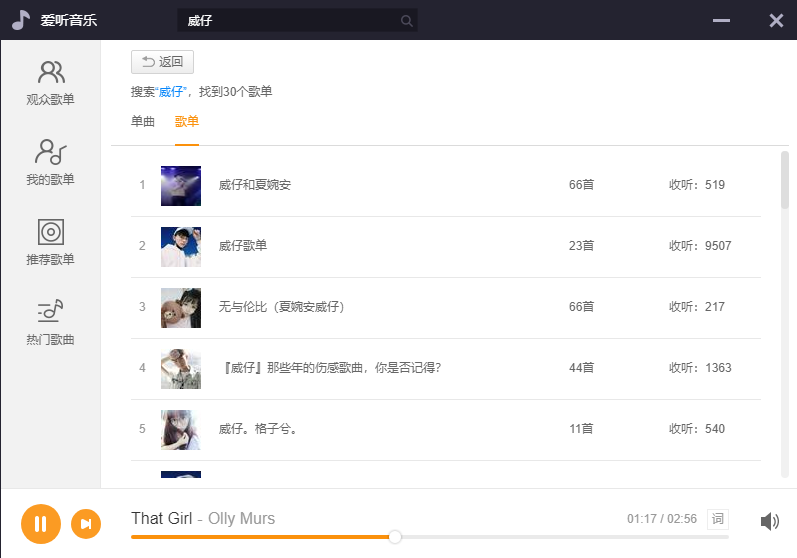 爱听音乐
威仔
观众歌单
我的歌单
推荐歌单
热门歌曲
返回
搜索“威仔”，找到30个歌单
单曲 歌单
1 威仔和夏婉安 66首 收听：519
2 威仔歌单 23首 收听：9507
3 无与伦比（夏婉安威仔） 66首 收听：217
4 『威仔』那些年的伤感歌曲，你是否记得？ 44首 收听：1363
5 威仔。格子兮。 11首 收听：540
That Girl - Olly Murs 01:17 / 02:56 词